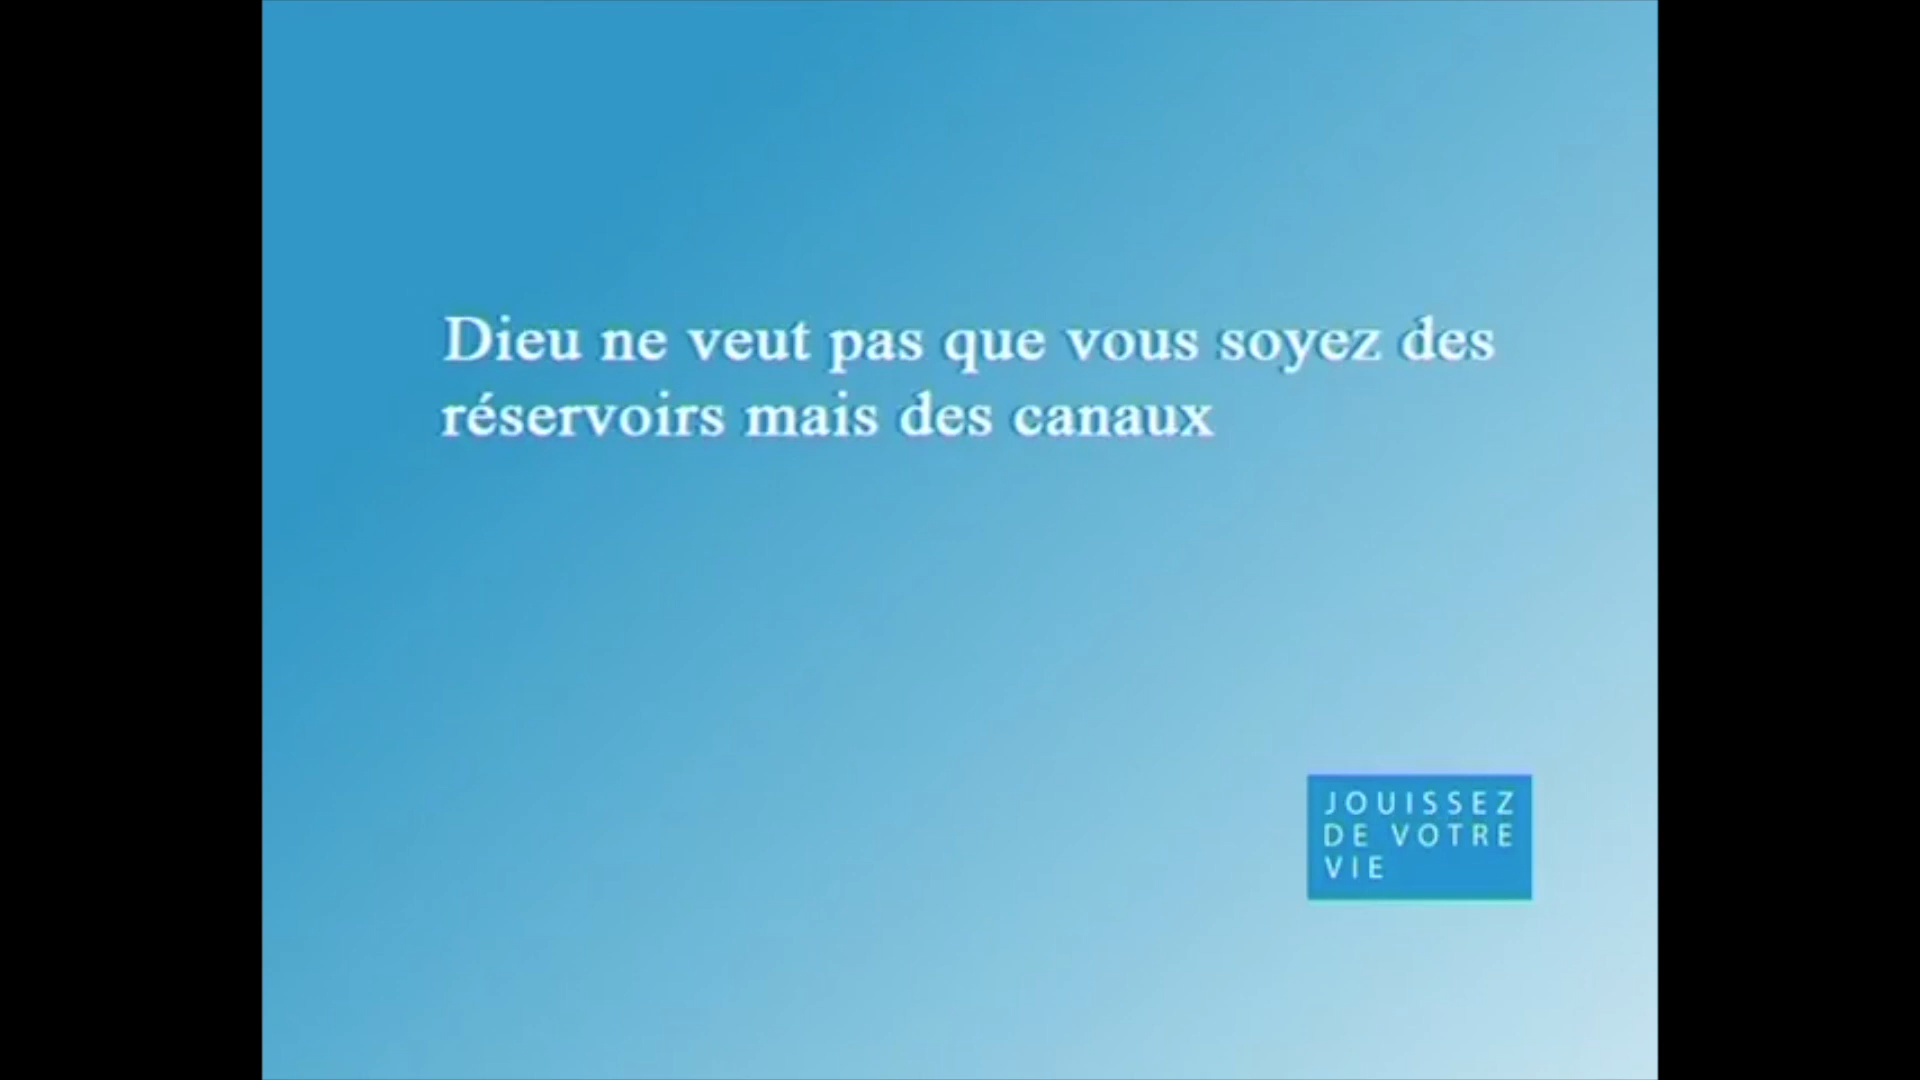 Dieu ne veut pas que vous soyez des
réservoirs mais des canaux
JOUISSEZ
DE VOTRE
VIE